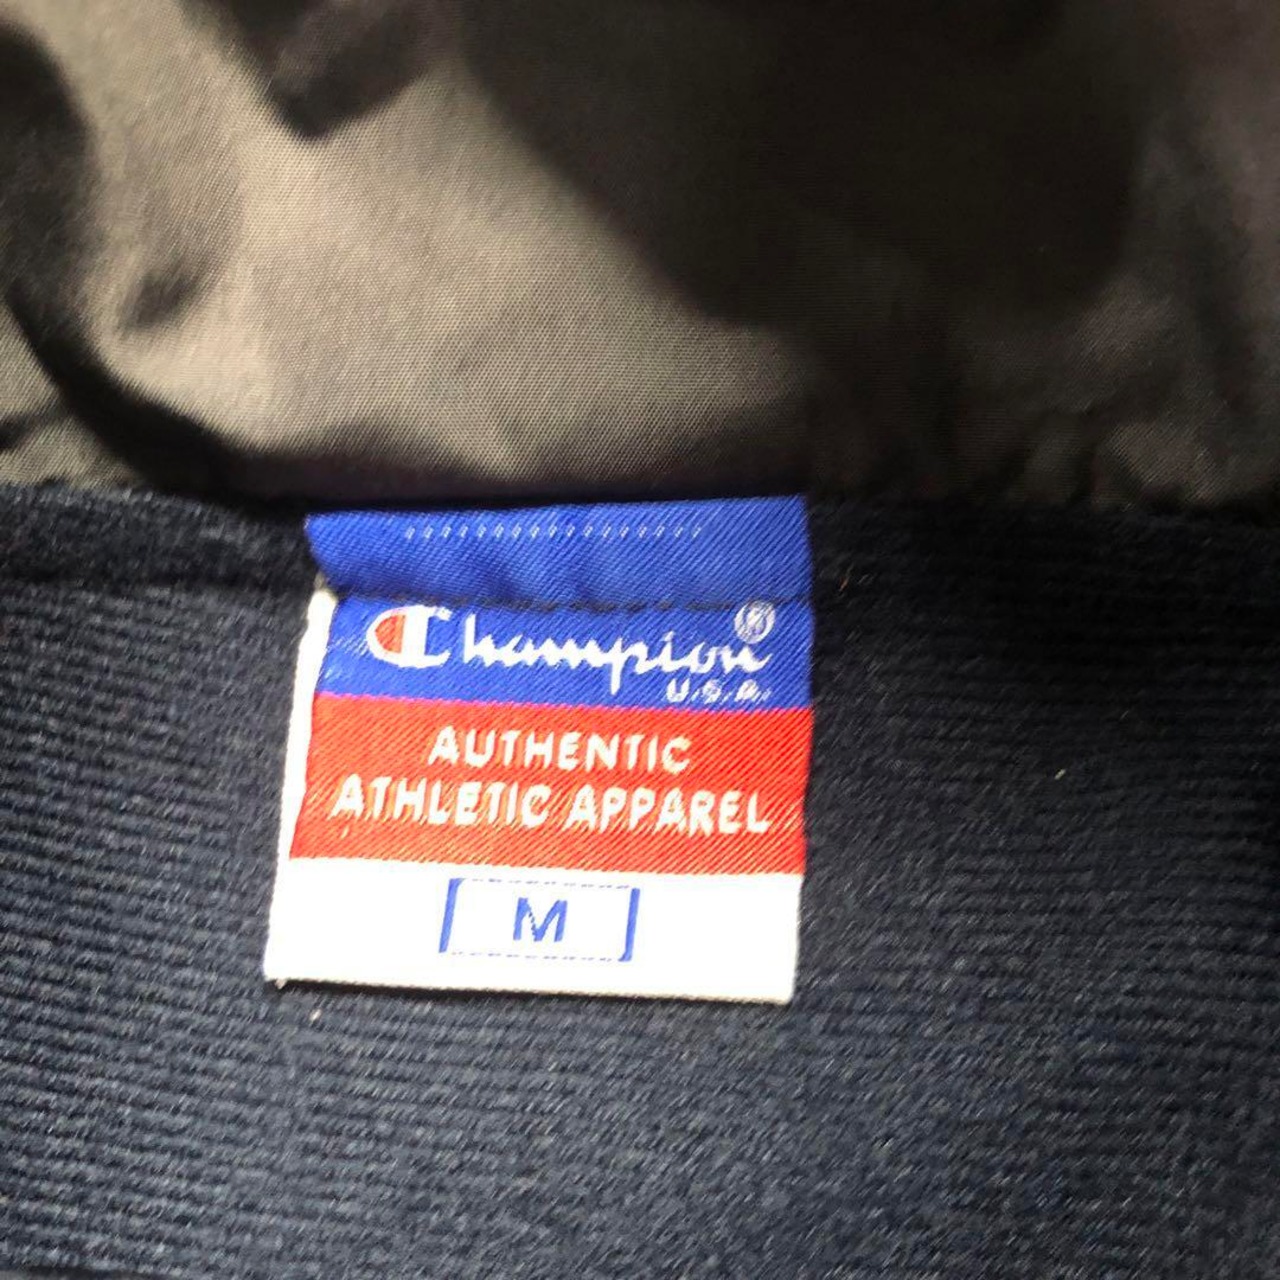 Champion®
U.S.A.
AUTHENTIC
ATHLETIC APPAREL
M